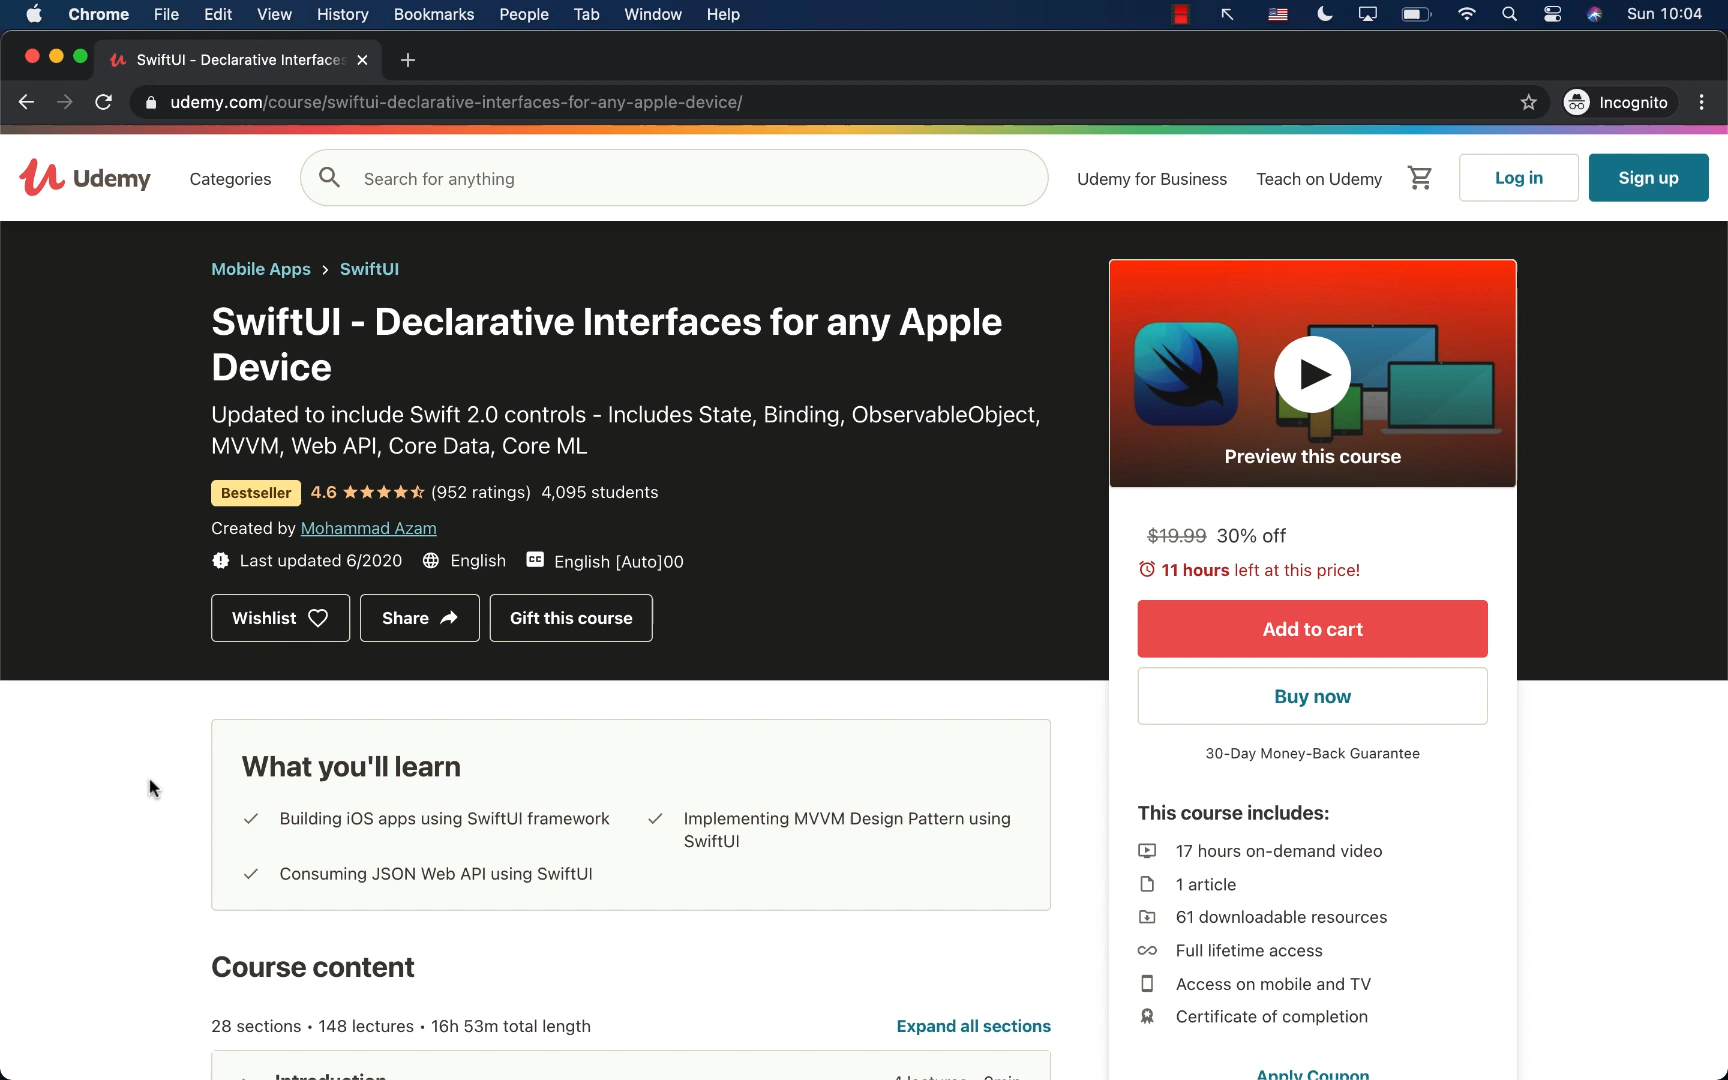 Chrome File Edit View History Bookmarks People Tab Window Help Sun 10:04
SwiftUI - Declarative Interfaces
udemy.com/course/swiftui-declarative-interfaces-for-any-apple-device/ Incognito
Udemy Categories Search for anything Udemy for Business Teach on Udemy Log in Sign up
Mobile Apps › SwiftUI
SwiftUI - Declarative Interfaces for any Apple
Device
Updated to include Swift 2.0 controls - Includes State, Binding, ObservableObject,
MVVM, Web API, Core Data, Core ML
Bestseller 4.6 (952 ratings) 4,095 students
Created by Mohammad Azam
Last updated 6/2020 English CC English [Auto]00
Wishlist Share Gift this course
Preview this course
$19.99 30% off
11 hours left at this price!
Add to cart
Buy now
30-Day Money-Back Guarantee
This course includes:
17 hours on-demand video
1 article
61 downloadable resources
Full lifetime access
Access on mobile and TV
Certificate of completion
Apply Coupon
What you'll learn
Building iOS apps using SwiftUI framework
Implementing MVVM Design Pattern using
SwiftUI
Consuming JSON Web API using SwiftUI
Course content
28 sections • 148 lectures • 16h 53m total length Expand all sections
Introduction